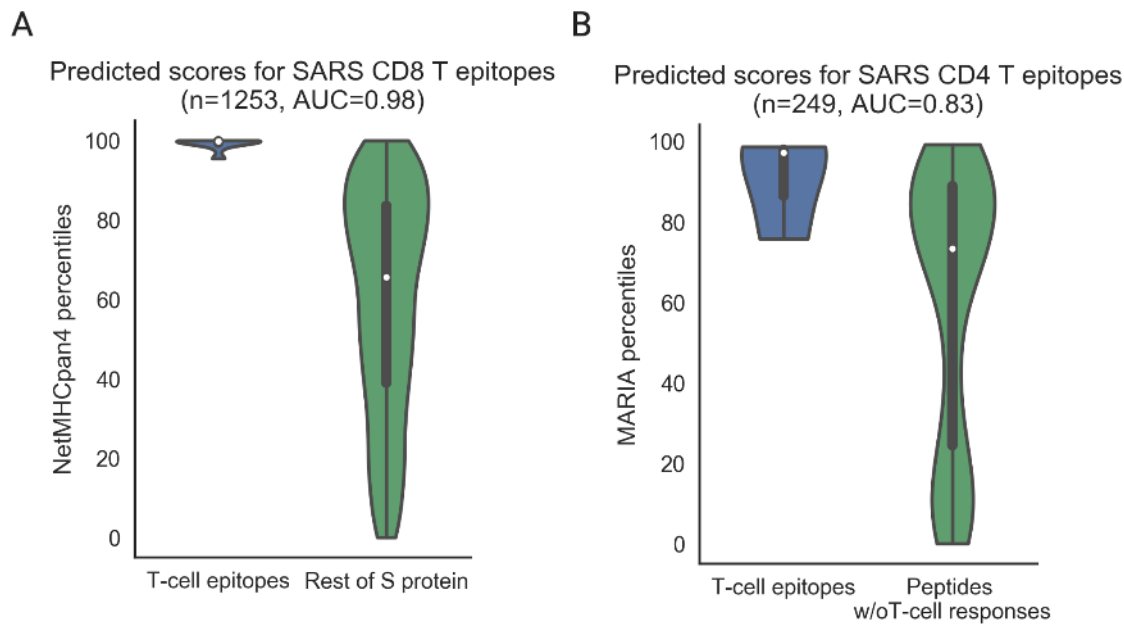 A
Predicted scores for SARS CD8 T epitopes
(n=1253, AUC=0.98)
NetMHCpan4 percentiles
100
80
60
40
20
0
T-cell epitopes
Rest of S protein
B
Predicted scores for SARS CD4 T epitopes
(n=249, AUC=0.83)
MARIA percentiles
100
80
60
40
20
0
T-cell epitopes
Peptides
w/oT-cell responses